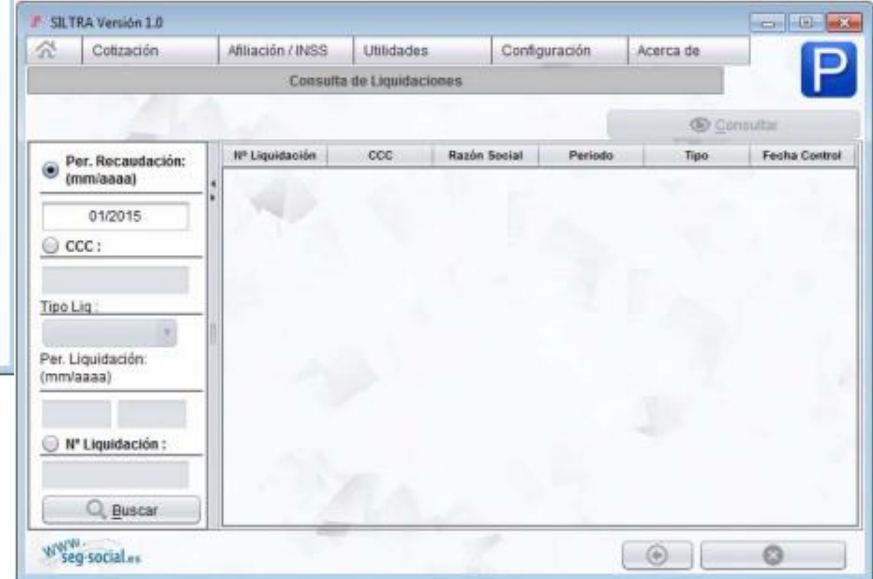 SILTRA Versión 1.0
Cotización Afiliación / INSS Utilidades Configuración Acerca de
P
Consulta de Liquidaciones
Consultar
Per. Recaudación:
(mm/aaaa)
01/2015
CCC :
Tipo Liq :
Per. Liquidación:
(mm/aaaa)
Nº Liquidación :
Buscar
Nº Liquidación CCC Razón Social Periodo Tipo Fecha Control
www.
seg-social.es